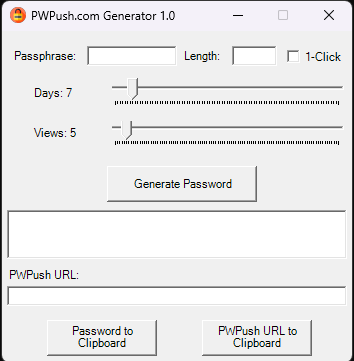 PWPush.com Generator 1.0
Passphrase: Length: 1-Click
Days: 7
Views: 5
Generate Password
PWPush URL:
Password to
Clipboard
PWPush URL to
Clipboard